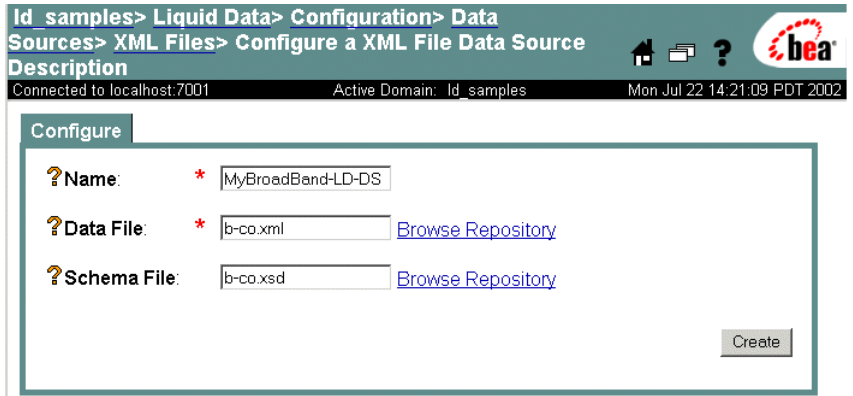 ld_samples> Liquid Data> Configuration> Data
Sources> XML Files> Configure a XML File Data Source
Description
? bea
Connected to localhost:7001 Active Domain: ld_samples Mon Jul 22 14:21:09 PDT 2002
Configure
? Name: * MyBroadBand-LD-DS
? Data File: * b-co.xml Browse Repository
? Schema File: b-co.xsd Browse Repository
Create